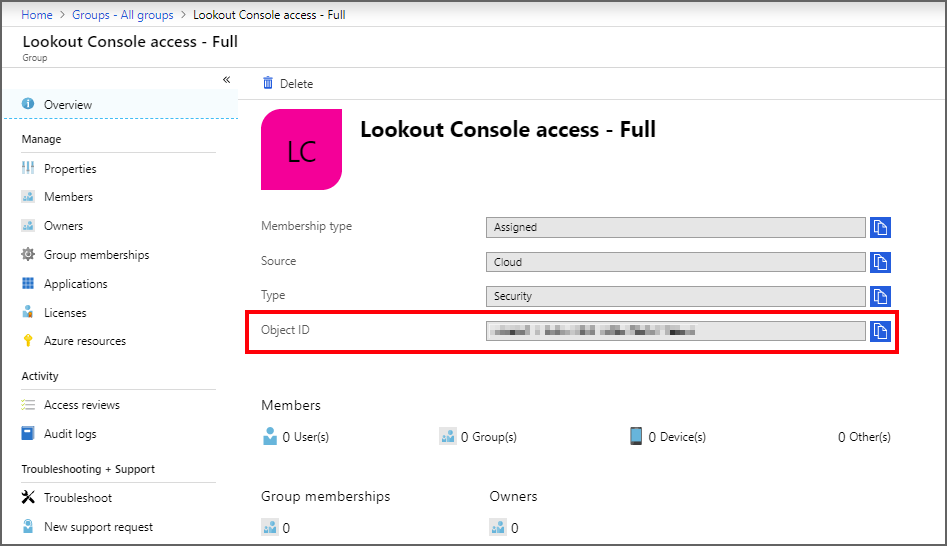 Home > Groups - All groups > Lookout Console access - Full
Lookout Console access - Full
Group
«
Overview
Manage
Properties
Members
Owners
Group memberships
Applications
Licenses
Azure resources
Activity
Access reviews
Audit logs
Troubleshooting + Support
Troubleshoot
New support request
Delete
LC
Lookout Console access - Full
Membership type Assigned
Source Cloud
Type Security
Object ID
Members
0 User(s) 0 Group(s) 0 Device(s) 0 Other(s)
Group memberships Owners
0 0